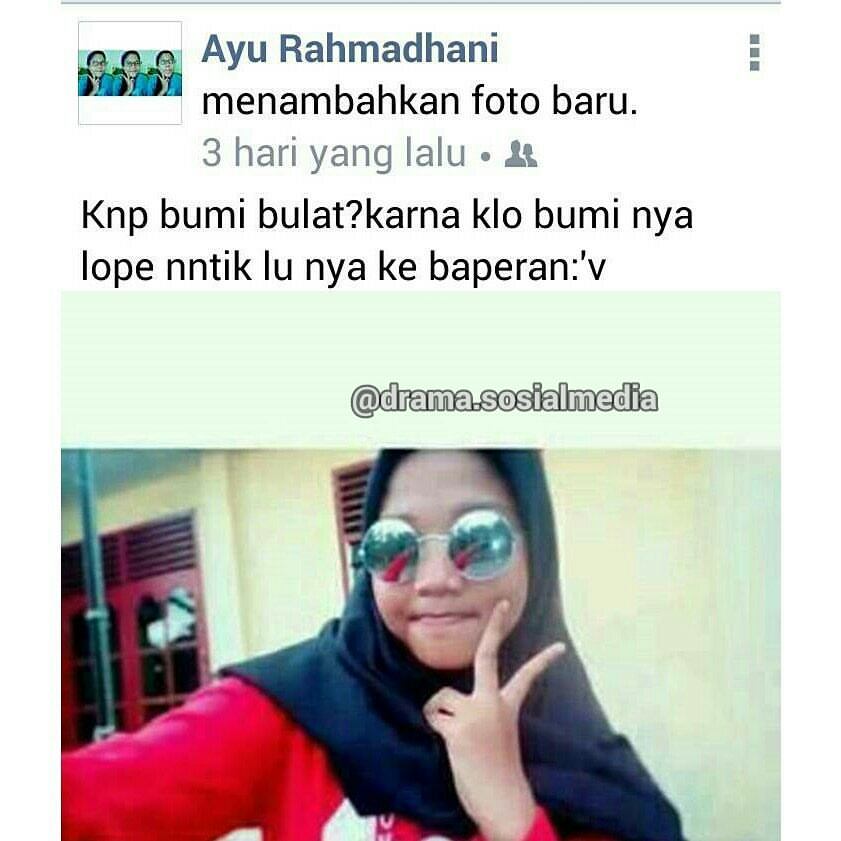 Ayu Rahmadhani
menambahkan foto baru.
3 hari yang lalu •
Knp bumi bulat?karna klo bumi nya
lope nntik lu nya ke baperan:'v
@drama.sosialmedia